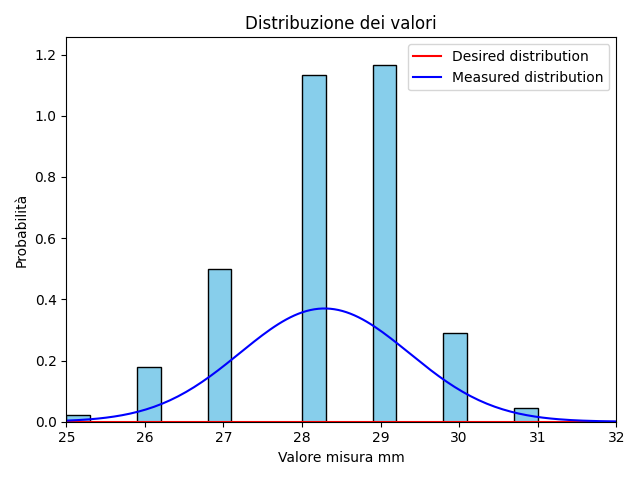 Distribuzione dei valori
Desired distribution
Measured distribution
Probabilità
1.2
1.0
0.8
0.6
0.4
0.2
0.0
25 26 27 28 29 30 31 32
Valore misura mm